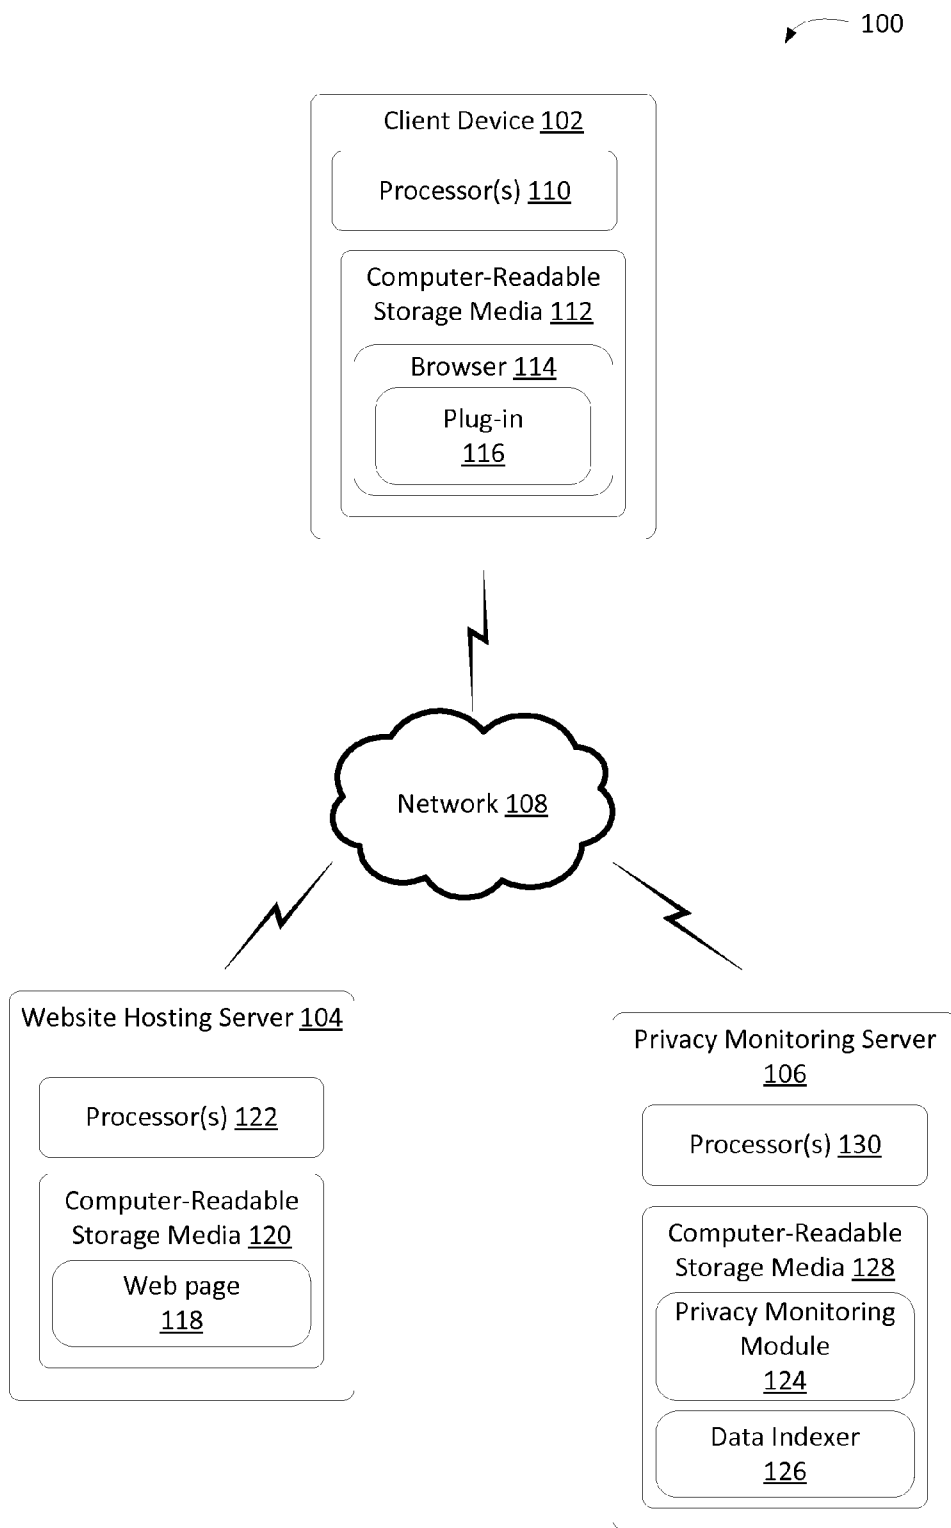 100
Client Device 102
Processor(s) 110
Computer-Readable
Storage Media 112
Browser 114
Plug-in
116
Network 108
Website Hosting Server 104
Processor(s) 122
Computer-Readable
Storage Media 120
Web page
118
Privacy Monitoring Server
106
Processor(s) 130
Computer-Readable
Storage Media 128
Privacy Monitoring
Module
124
Data Indexer
126